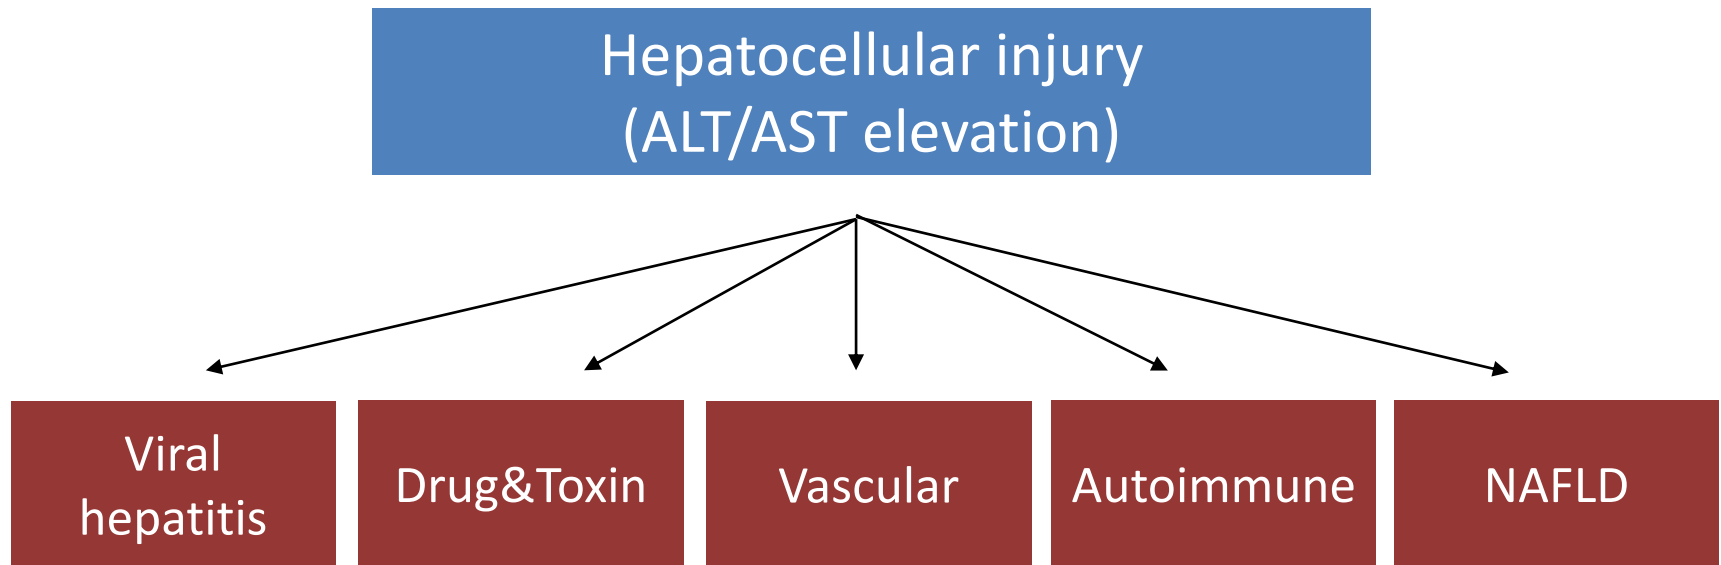 Hepatocellular injury
(ALT/AST elevation)
Viral
hepatitis
Drug&Toxin
Vascular
Autoimmune
NAFLD